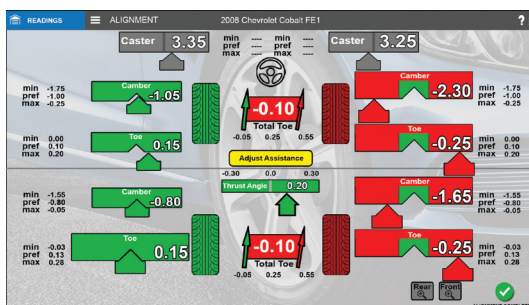 READINGS
ALIGNMENT
2008 Chevrolet Cobalt FE1
?
Caster 3.35
min ---- min ----
pref ---- pref ----
max ---- max ----
Caster 3.25
min -1.75
pref -1.00
max -0.25
Camber
-1.05
-0.10
Total Toe
-0.05 0.25 0.55
Camber
-2.30
min -1.75
pref -1.00
max -0.25
min 0.00
pref 0.10
max 0.20
Toe
0.15
Adjust Assistance
Toe
-0.25
min 0.00
pref 0.10
max 0.20
-0.30 0.0 0.30
Thrust Angle 0.20
min -1.55
pref -0.80
max -0.05
Camber
-0.80
Camber
-1.65
min -1.55
pref -0.80
max -0.05
min -0.03
pref 0.13
max 0.28
Toe
0.15
-0.10
Total Toe
-0.05 0.25 0.55
Toe
-0.25
min -0.03
pref 0.13
max 0.28
Rear Front